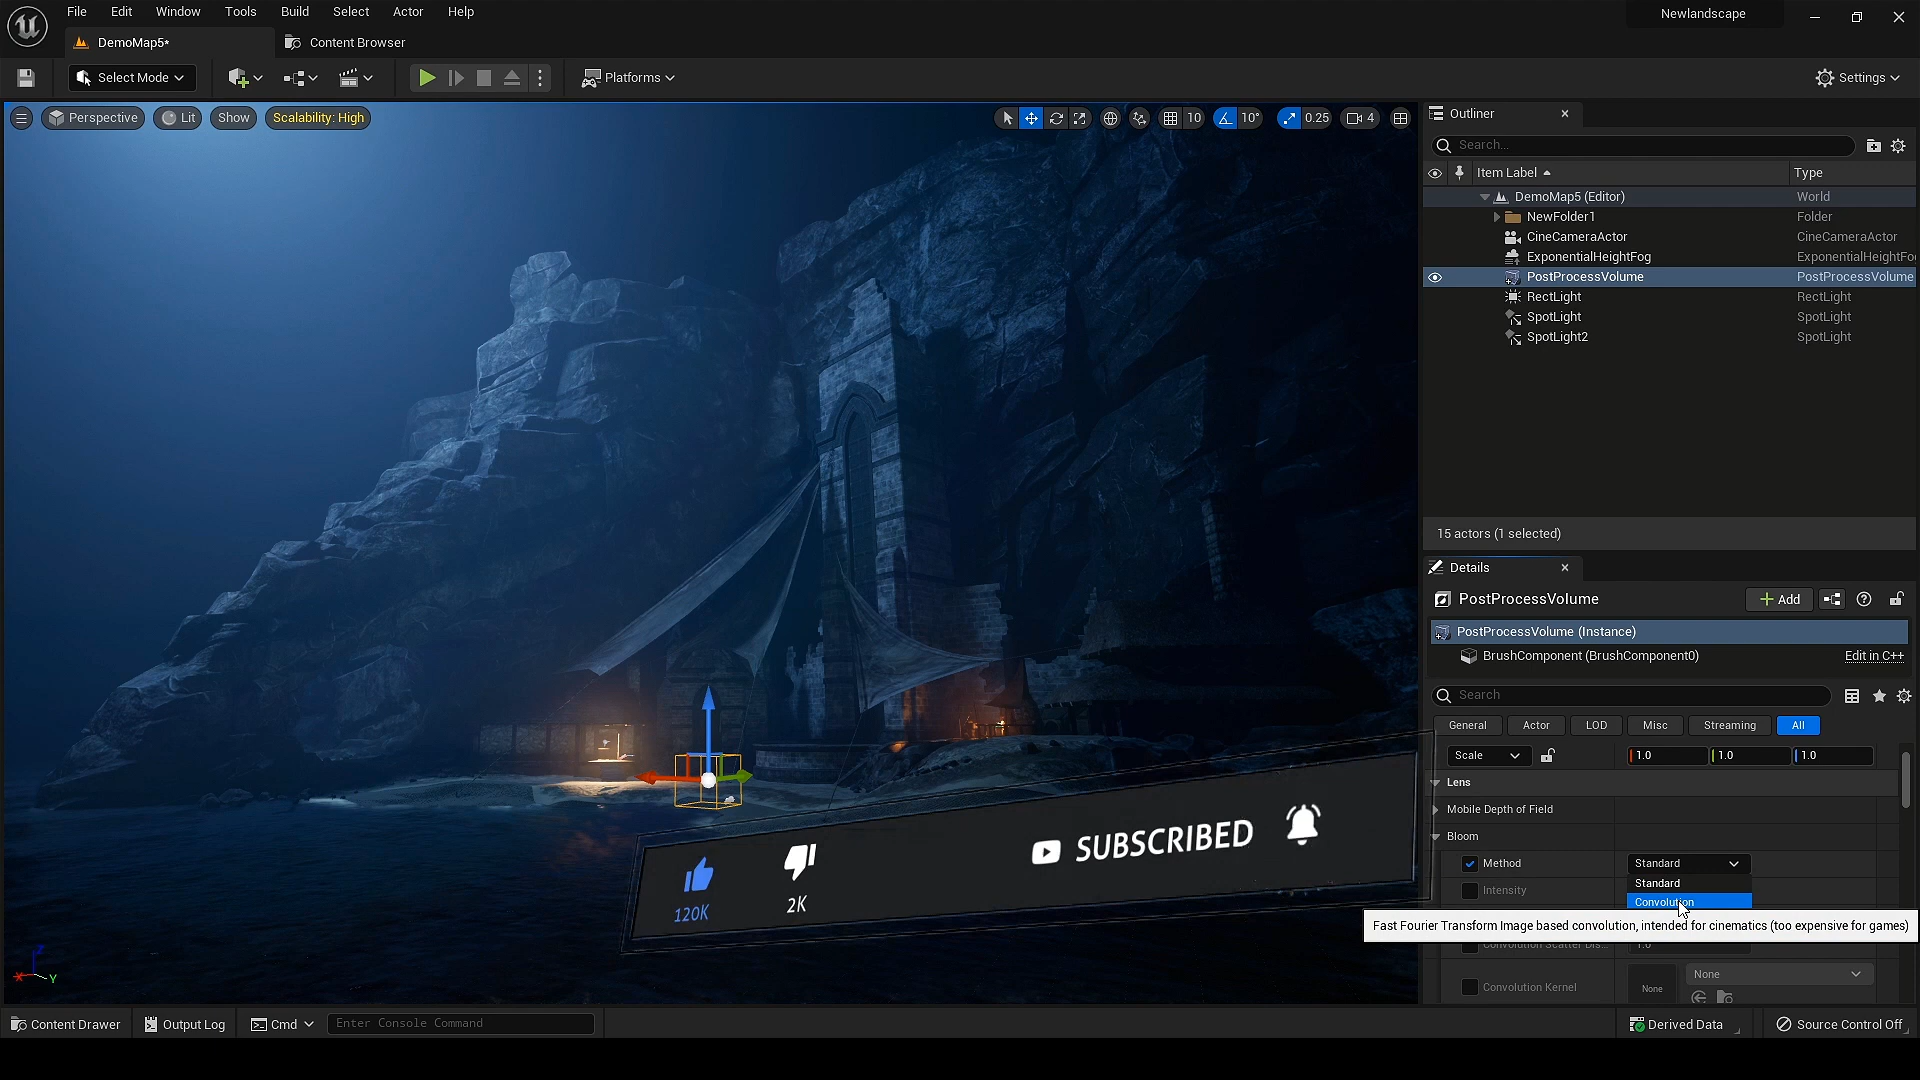 File Edit Window Tools Build Select Actor Help
Newlandscape
DemoMap5*
Content Browser
Select Mode
Platforms
Settings
Perspective
Lit
Show
Scalability: High
10
10°
0.25
4
Outliner
Search...
Item Label
Type
DemoMap5 (Editor)
World
NewFolder1
Folder
CineCameraActor
CineCameraActor
ExponentialHeightFog
ExponentialHeightFo
PostProcessVolume
PostProcessVolume
RectLight
RectLight
SpotLight
SpotLight
SpotLight2
SpotLight
15 actors (1 selected)
Details
PostProcessVolume
Add
PostProcessVolume (Instance)
BrushComponent (BrushComponent0)
Edit in C++
Search
General
Actor
LOD
Misc
Streaming
All
Scale
1.0
1.0
1.0
Lens
Mobile Depth of Field
Bloom
Method
Standard
Standard
Intensity
Convolution
Fast Fourier Transform Image based convolution, intended for cinematics (too expensive for games)
Convolution Scatter Dis...
1.0
Convolution Kernel
None
None
120K
2K
SUBSCRIBED
X
Y
Z
Content Drawer
Output Log
Cmd
Enter Console Command
Derived Data
Source Control Off